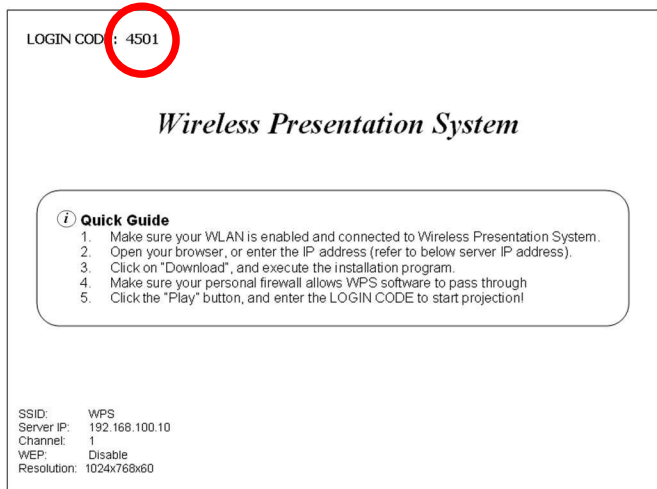 LOGIN CODE: 4501
Wireless Presentation System
i Quick Guide
1. Make sure your WLAN is enabled and connected to Wireless Presentation System.
2. Open your browser, or enter the IP address (refer to below server IP address).
3. Click on "Download", and execute the installation program.
4. Make sure your personal firewall allows WPS software to pass through
5. Click the "Play" button, and enter the LOGIN CODE to start projection!
SSID: WPS
Server IP: 192.168.100.10
Channel: 1
WEP: Disable
Resolution: 1024x768x60